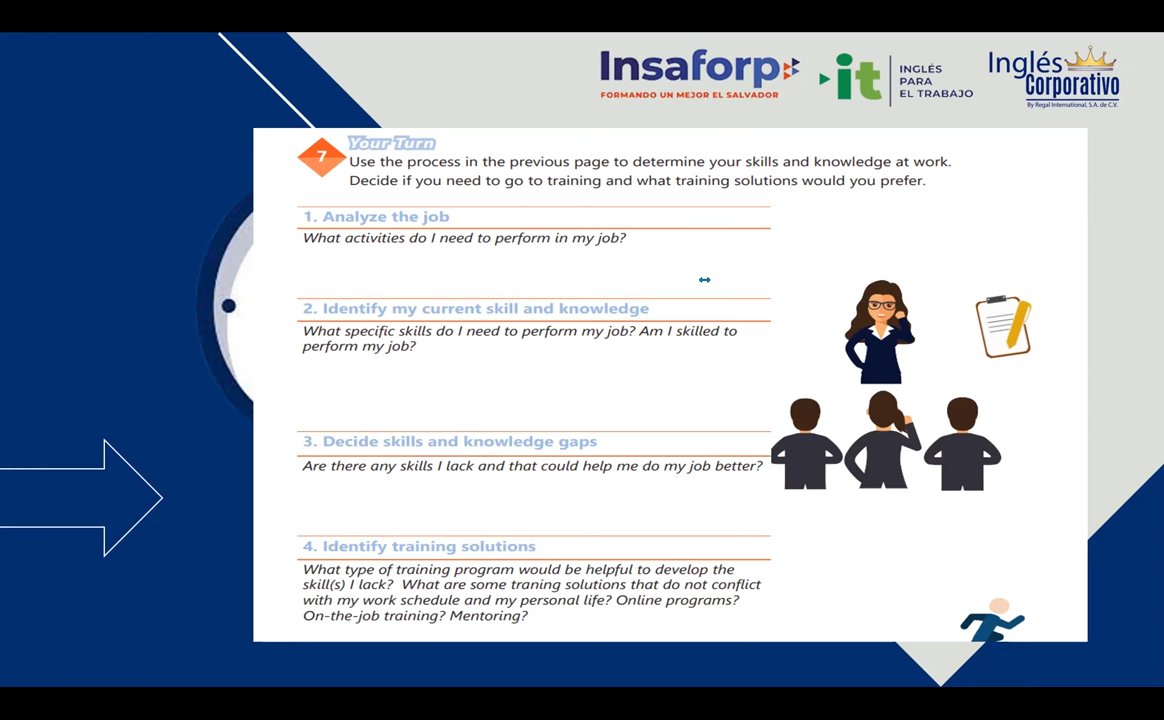 Insaforp
FORMANDO UN MEJOR EL SALVADOR
it
INGLÉS
PARA
EL TRABAJO
Inglés
Corporativo
By Regal International, S.A. de C.V.
Your Turn
7
Use the process in the previous page to determine your skills and knowledge at work.
Decide if you need to go to training and what training solutions would you prefer.
1. Analyze the job
What activities do I need to perform in my job?
2. Identify my current skill and knowledge
What specific skills do I need to perform my job? Am I skilled to
perform my job?
3. Decide skills and knowledge gaps
Are there any skills I lack and that could help me do my job better?
4. Identify training solutions
What type of training program would be helpful to develop the
skill(s) I lack? What are some traning solutions that do not conflict
with my work schedule and my personal life? Online programs?
On-the-job training? Mentoring?